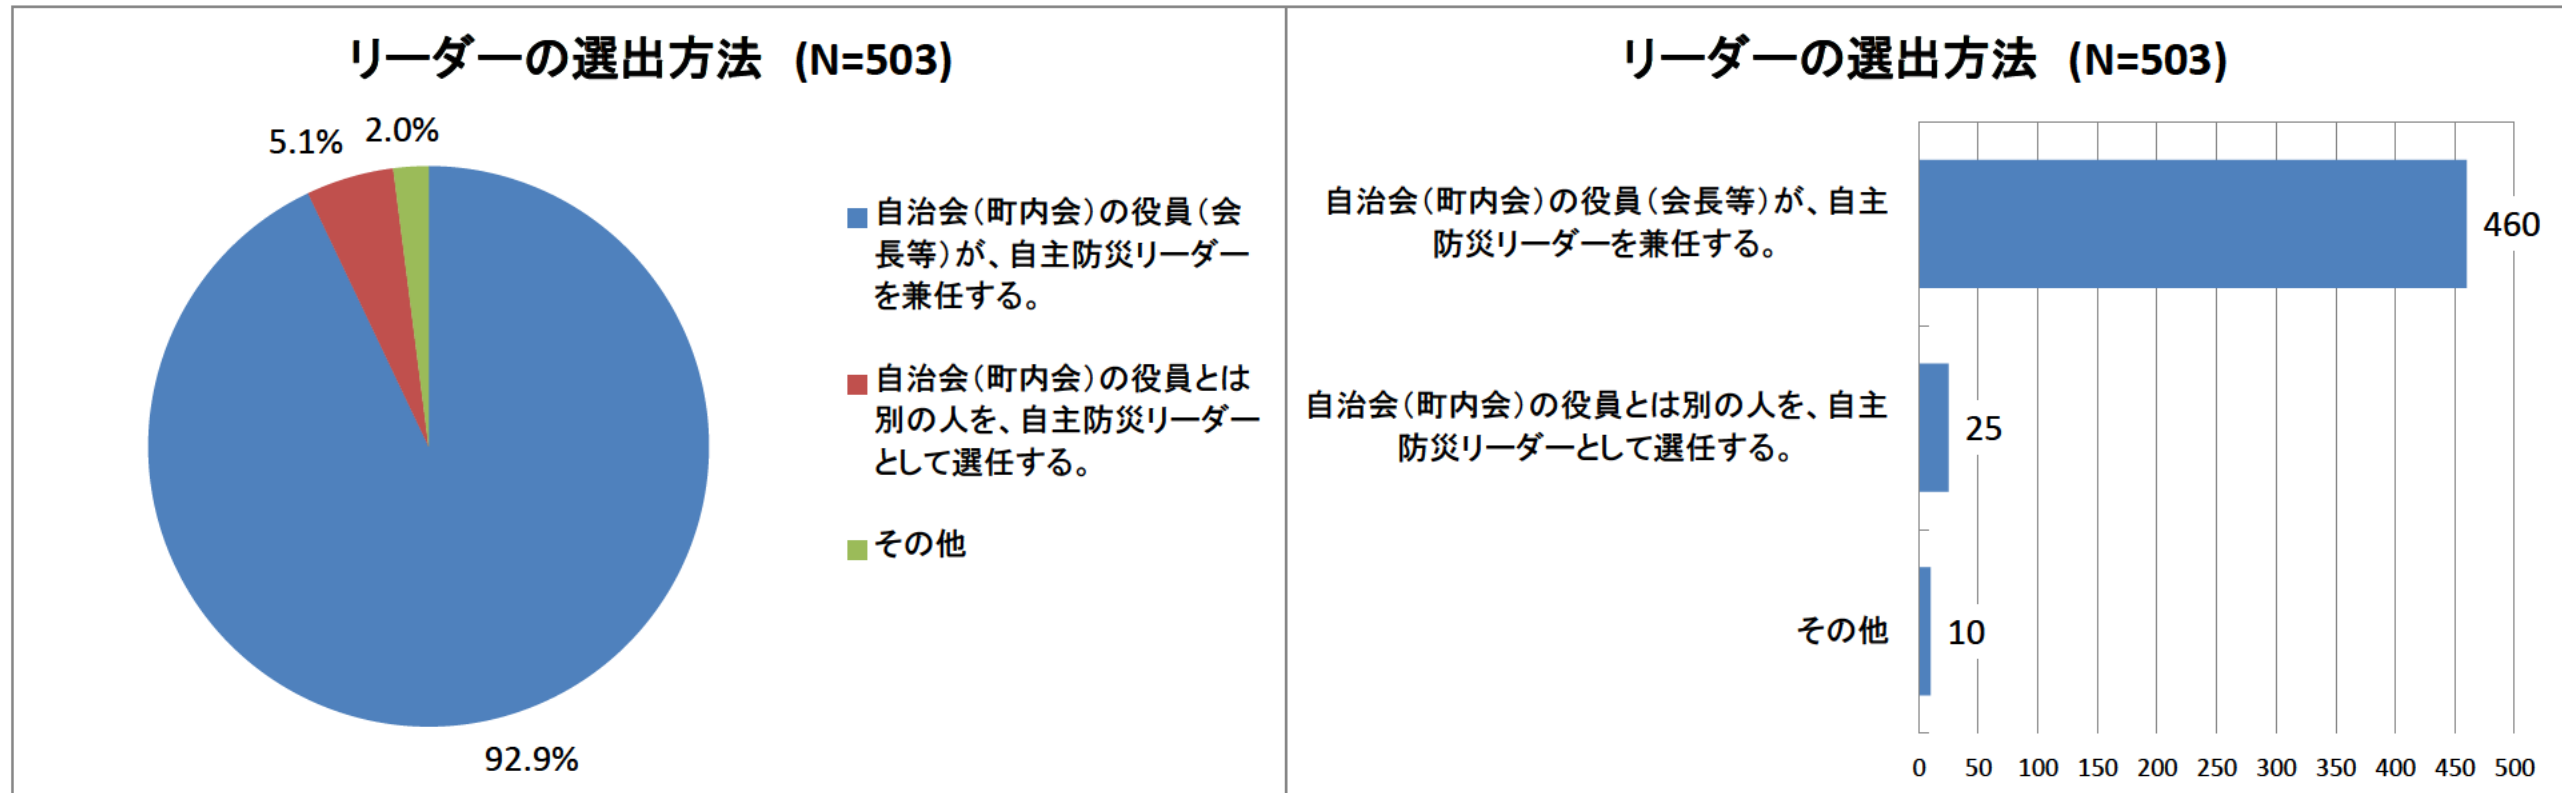 リーダーの選出方法 (N=503)
5.1%
2.0%
92.9%
自治会(町内会)の役員(会
長等)が、自主防災リーダー
を兼任する。
自治会(町内会)の役員とは
別の人を、自主防災リーダー
として選任する。
その他
リーダーの選出方法 (N=503)
自治会(町内会)の役員(会長等)が、自主
防災リーダーを兼任する。
460
自治会(町内会)の役員とは別の人を、自主
防災リーダーとして選任する。
25
その他
10
0 50 100 150 200 250 300 350 400 450 500